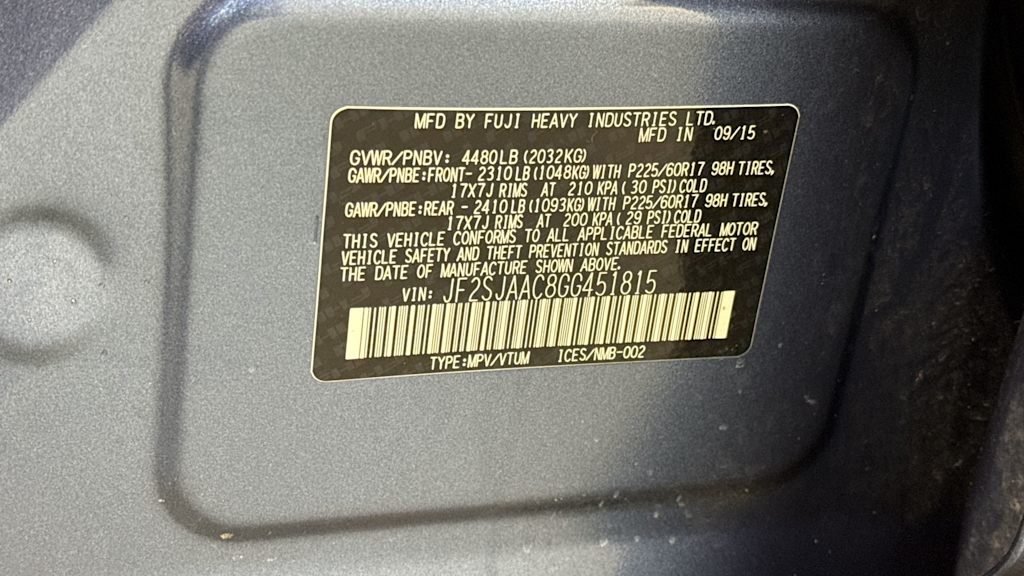 MFD BY FUJI HEAVY INDUSTRIES LTD.
MFD IN 09/15
GVWR/PNBV: 4480LB (2032KG)
GAWR/PNBE:FRONT- 2310LB (1048KG) WITH P225/60R17 98H TIRES,
17X7J RIMS AT 210 KPA ( 30 PSI) COLD
GAWR/PNBE:REAR - 2410LB (1093KG) WITH P225/60R17 98H TIRES,
17X7J RIMS AT 200 KPA ( 29 PSI) COLD
THIS VEHICLE CONFORMS TO ALL APPLICABLE FEDERAL MOTOR
VEHICLE SAFETY AND THEFT PREVENTION STANDARDS IN EFFECT ON
THE DATE OF MANUFACTURE SHOWN ABOVE.
VIN: JF2SJAAC8GG451815
TYPE:MPV/VTUM ICES/NMB-002